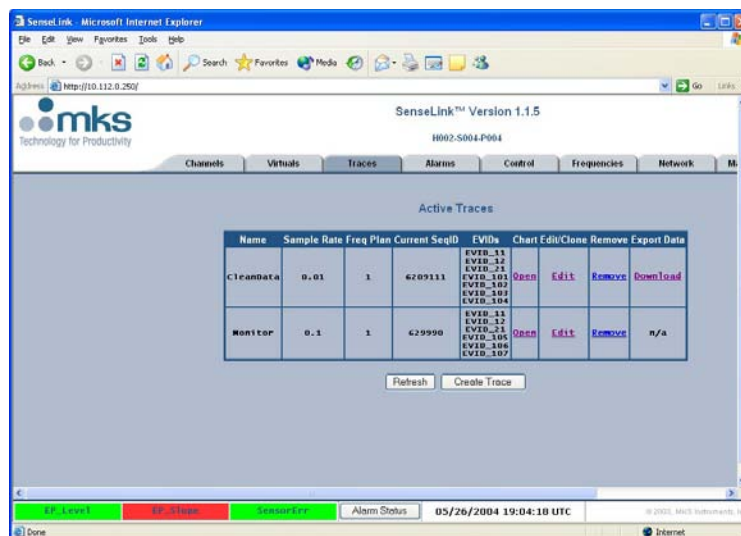 SenseLink - Microsoft Internet Explorer
File Edit View Favorites Tools Help
Back Search Favorites Media
Address http://10.112.0.250/ Go Links
mks
Technology for Productivity
SenseLink™ Version 1.1.5
H002-S004-P004
Channels Virtuals Traces Alarms Control Frequencies Network
Active Traces
Name Sample Rate Freq Plan Current SeqID EVIDs Chart Edit/Clone Remove Export Data
CleanData 0.01 1 6209111 EVID_11 Open Edit Remove Download
EVID_12
EVID_21
EVID_101
EVID_102
EVID_103
EVID_104
Monitor 0.1 1 629990 EVID_11 Open Edit Remove n/a
EVID_12
EVID_21
EVID_105
EVID_106
EVID_107
Refresh Create Trace
EP_Level EP_Slope SensorErr Alarm Status 05/26/2004 19:04:18 UTC © 2003, MKS Instruments,
Done Internet